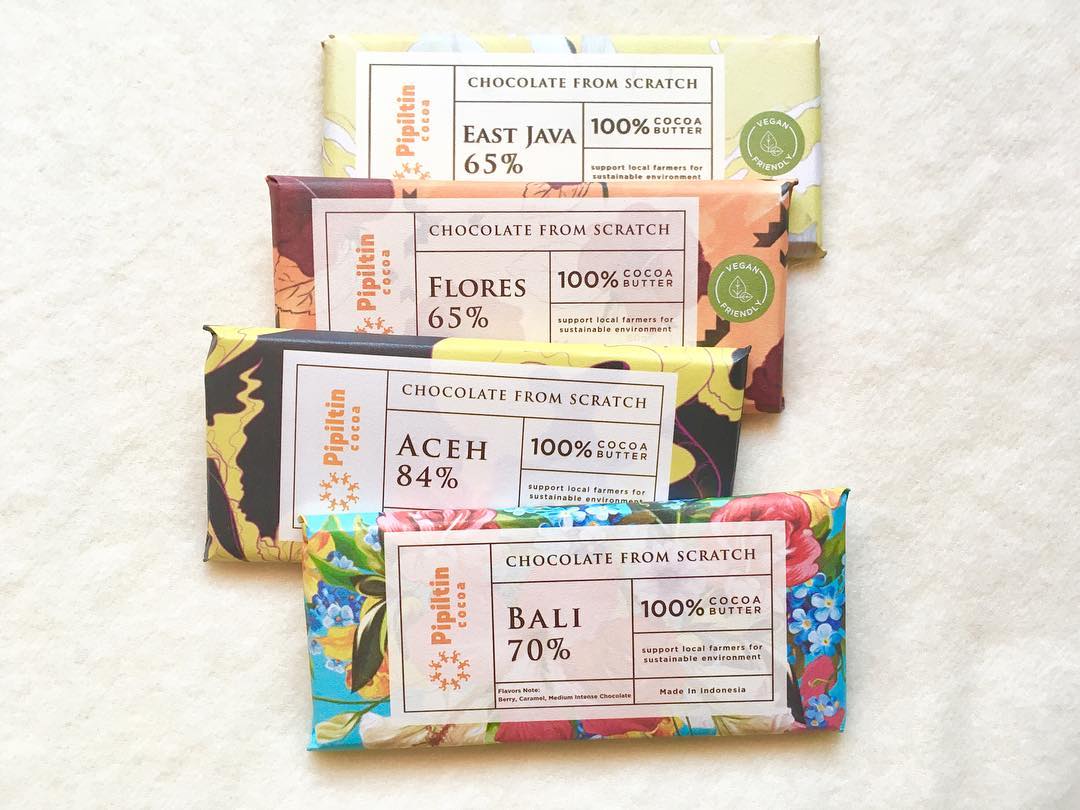 Pipiltin
cocoa
CHOCOLATE FROM SCRATCH
EAST JAVA
65%
100% COCOA
BUTTER
support local farmers for
sustainable environment
VEGAN
FRIENDLY
Pipiltin
cocoa
CHOCOLATE FROM SCRATCH
FLORES
65%
100% COCOA
BUTTER
support local farmers for
sustainable environment
VEGAN
FRIENDLY
Pipiltin
cocoa
CHOCOLATE FROM SCRATCH
ACEH
84%
100% COCOA
BUTTER
support local farmers for
sustainable environment
Pipiltin
cocoa
CHOCOLATE FROM SCRATCH
BALI
70%
100% COCOA
BUTTER
support local farmers for
sustainable environment
Flavors Note:
Berry, Caramel, Medium Intense Chocolate
Made In Indonesia